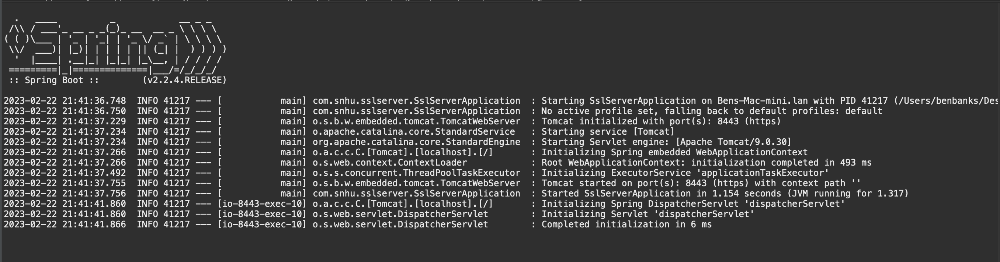 .   ____          _            __ _ _
 /\\ / ___'_ __ _ _(_)_ __  __ _ \ \ \ \
( ( )\___ | '_ | '_| | '_ \/ _` | \ \ \ \
 \\/  ___)| |_)| | | | | || (_| |  ) ) ) )
  '  |____| .__|_| |_|_| |_\__, | / / / /
 =========|_|==============|___/=/_/_/_/
 :: Spring Boot ::        (v2.2.4.RELEASE)
2023-02-22 21:41:36.748  INFO 41217 --- [           main] com.snhu.sslserver.SslServerApplication  : Starting SslServerApplication on Bens-Mac-mini.lan with PID 41217 (/Users/benbanks/Des
2023-02-22 21:41:36.750  INFO 41217 --- [           main] com.snhu.sslserver.SslServerApplication  : No active profile set, falling back to default profiles: default
2023-02-22 21:41:37.229  INFO 41217 --- [           main] o.s.b.w.embedded.tomcat.TomcatWebServer  : Tomcat initialized with port(s): 8443 (https)
2023-02-22 21:41:37.234  INFO 41217 --- [           main] o.apache.catalina.core.StandardService   : Starting service [Tomcat]
2023-02-22 21:41:37.234  INFO 41217 --- [           main] org.apache.catalina.core.StandardEngine  : Starting Servlet engine: [Apache Tomcat/9.0.30]
2023-02-22 21:41:37.266  INFO 41217 --- [           main] o.a.c.c.C.[Tomcat].[localhost].[/]       : Initializing Spring embedded WebApplicationContext
2023-02-22 21:41:37.266  INFO 41217 --- [           main] o.s.web.context.ContextLoader            : Root WebApplicationContext: initialization completed in 493 ms
2023-02-22 21:41:37.492  INFO 41217 --- [           main] o.s.s.concurrent.ThreadPoolTaskExecutor  : Initializing ExecutorService 'applicationTaskExecutor'
2023-02-22 21:41:37.755  INFO 41217 --- [           main] o.s.b.w.embedded.tomcat.TomcatWebServer  : Tomcat started on port(s): 8443 (https) with context path ''
2023-02-22 21:41:37.756  INFO 41217 --- [           main] com.snhu.sslserver.SslServerApplication  : Started SslServerApplication in 1.154 seconds (JVM running for 1.317)
2023-02-22 21:41:41.860  INFO 41217 --- [io-8443-exec-10] o.a.c.c.C.[Tomcat].[localhost].[/]       : Initializing Spring DispatcherServlet 'dispatcherServlet'
2023-02-22 21:41:41.860  INFO 41217 --- [io-8443-exec-10] o.s.web.servlet.DispatcherServlet        : Initializing Servlet 'dispatcherServlet'
2023-02-22 21:41:41.866  INFO 41217 --- [io-8443-exec-10] o.s.web.servlet.DispatcherServlet        : Completed initialization in 6 ms